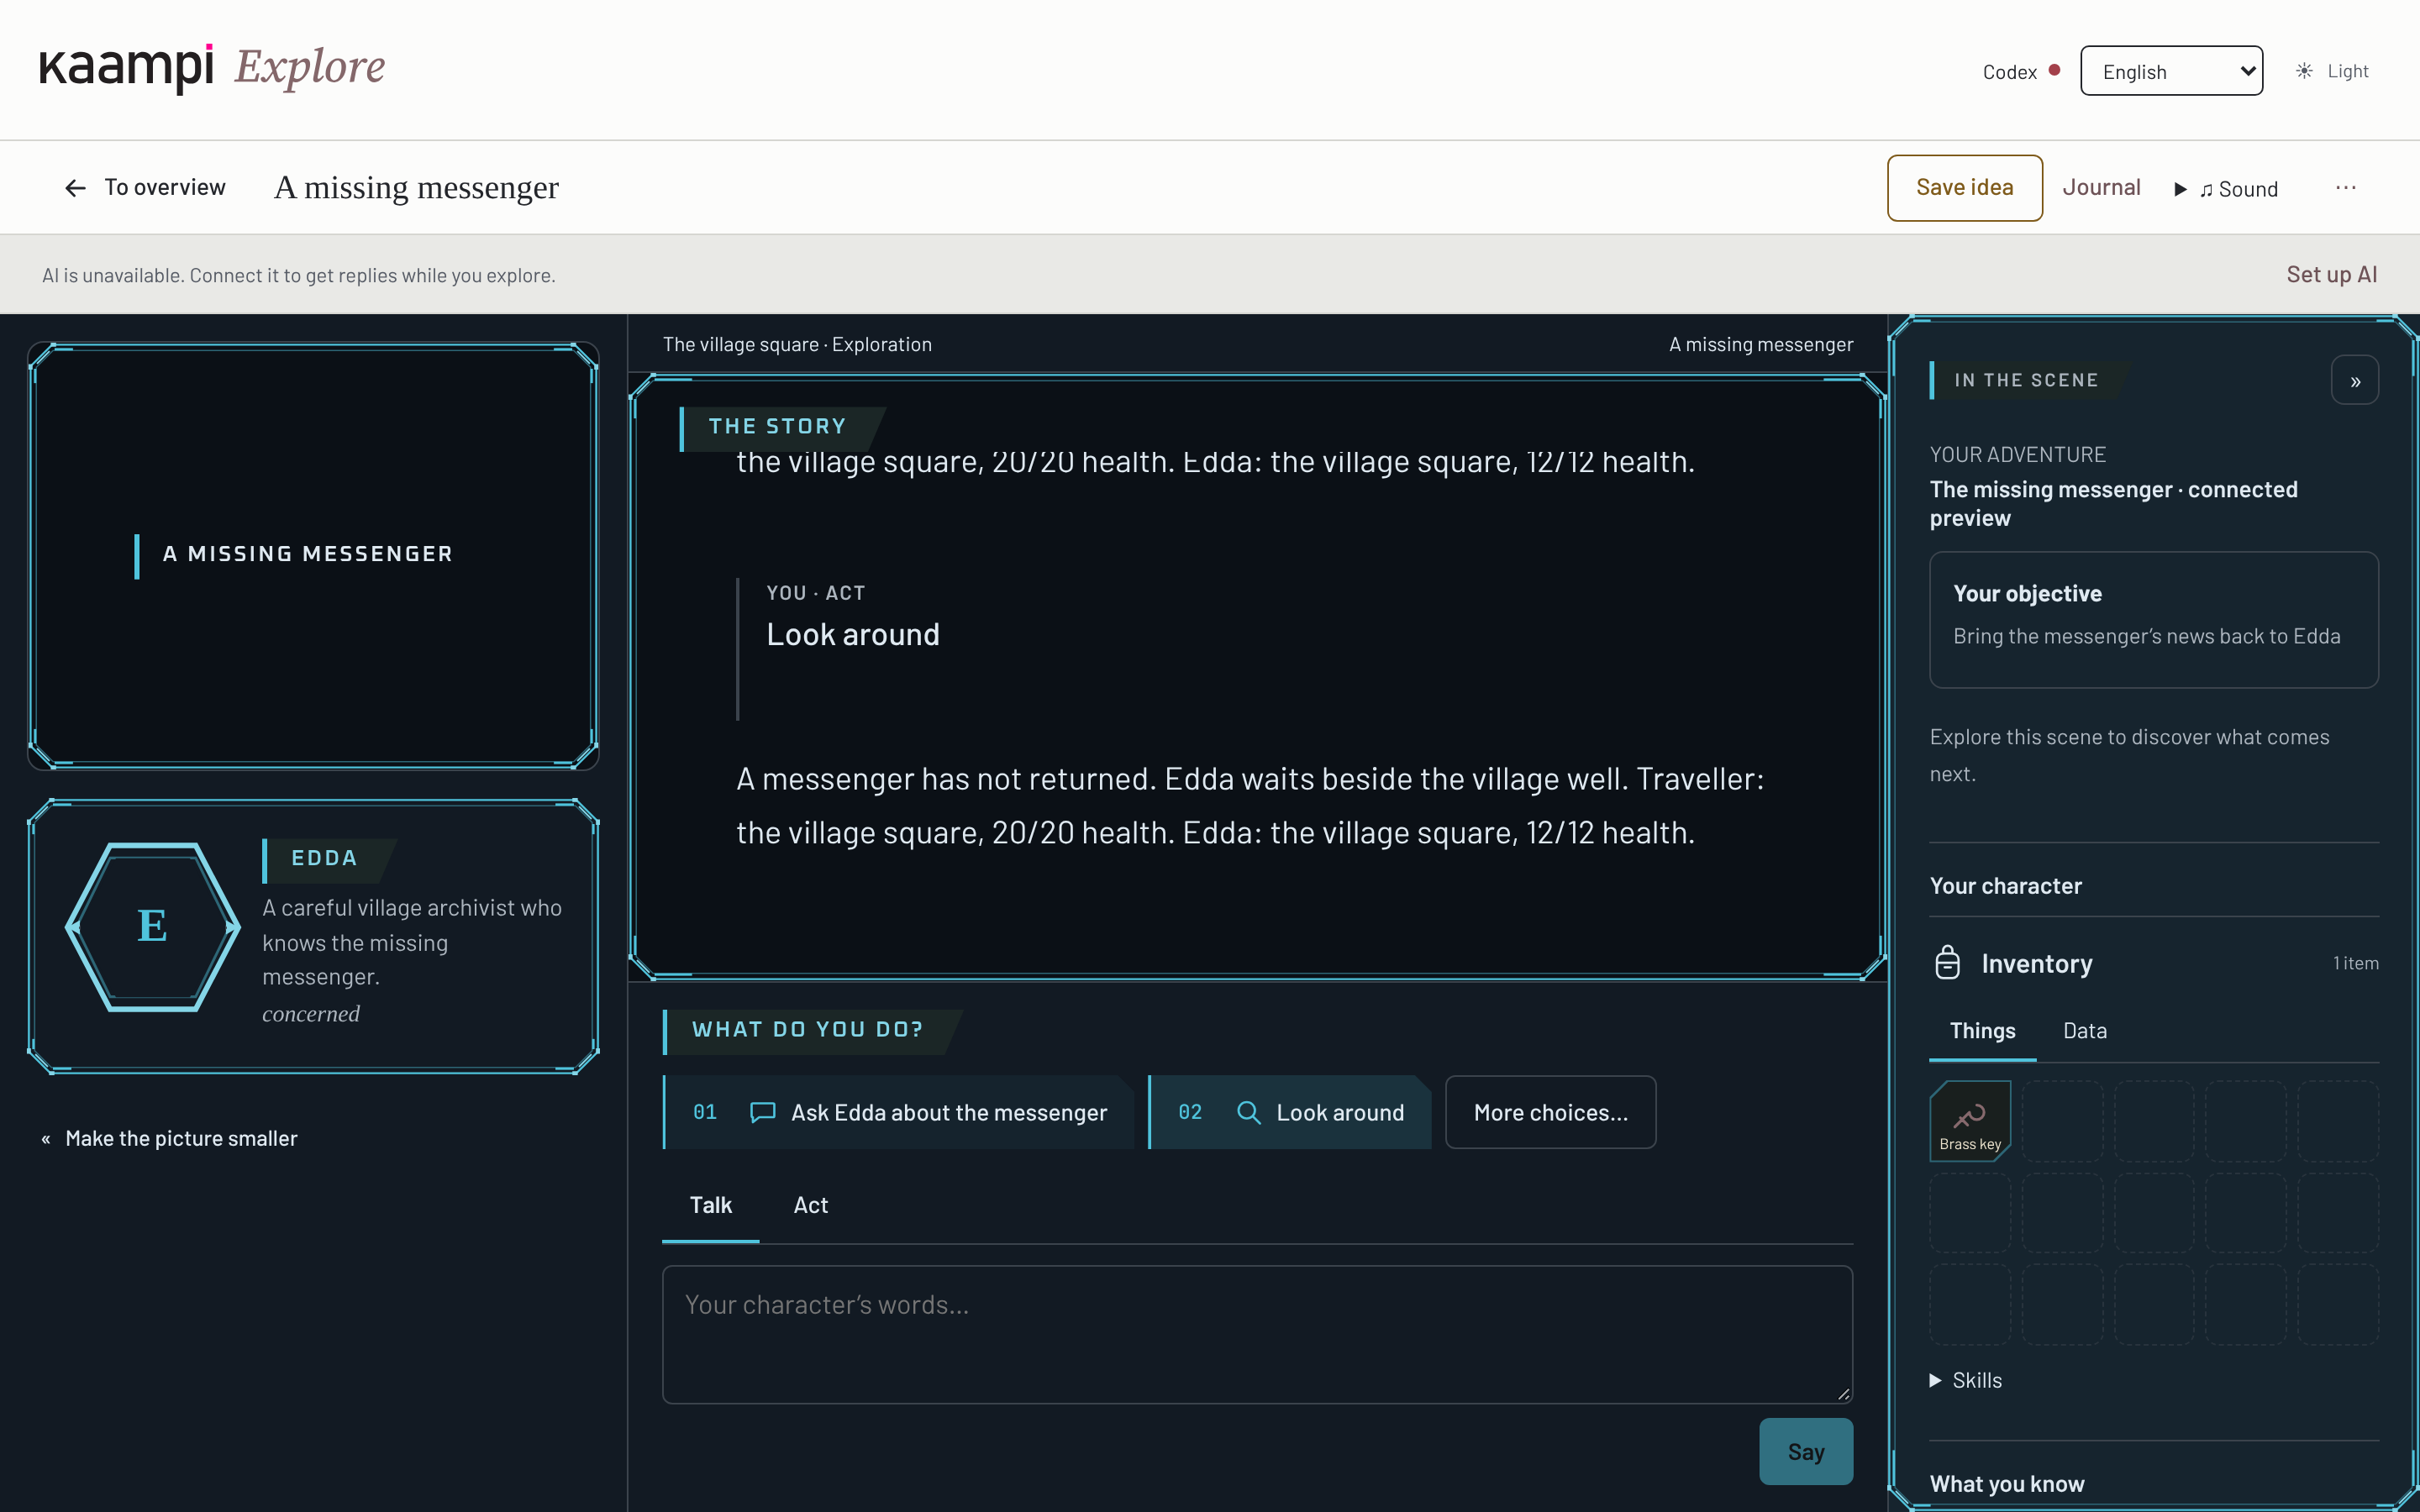 Kaampi Explore
Codex
English
☀ Light
← To overview
A missing messenger
Save idea
Journal
▶ ♫ Sound
...
AI is unavailable. Connect it to get replies while you explore.
Set up AI
A MISSING MESSENGER
E
EDDA
A careful village archivist who
knows the missing
messenger.
concerned
« Make the picture smaller
The village square · Exploration
A missing messenger
THE STORY
the village square, 20/20 health. Edda: the village square, 12/12 health.
YOU · ACT
Look around
A messenger has not returned. Edda waits beside the village well. Traveller:
the village square, 20/20 health. Edda: the village square, 12/12 health.
WHAT DO YOU DO?
01 Ask Edda about the messenger
02 Look around
More choices...
Talk
Act
Your character’s words...
Say
IN THE SCENE
»
YOUR ADVENTURE
The missing messenger · connected
preview
Your objective
Bring the messenger’s news back to Edda
Explore this scene to discover what comes
next.
Your character
Inventory
1 item
Things
Data
Brass key
▶ Skills
What you know